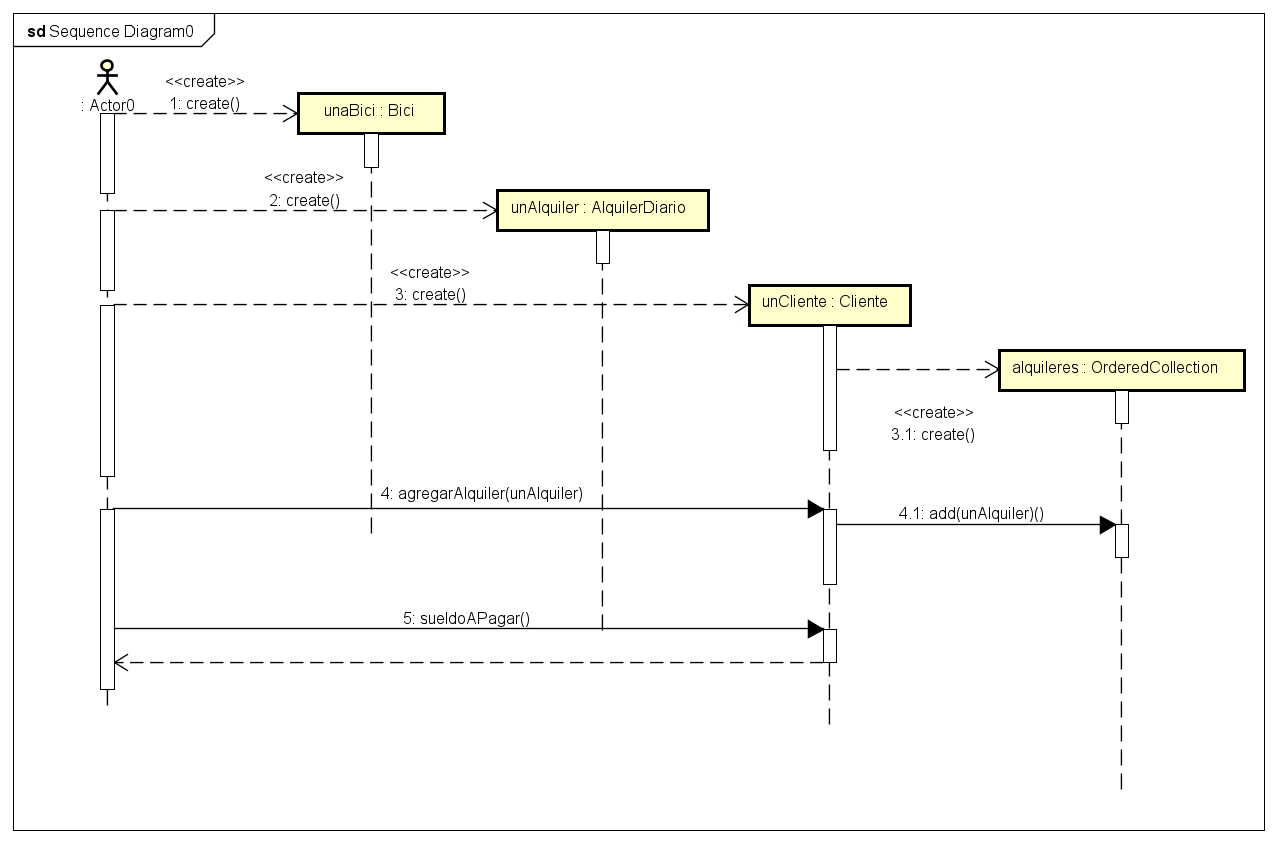 sd Sequence Diagram0
: Actor0
<<create>>
1: create()
unaBici : Bici
<<create>>
2: create()
unAlquiler : AlquilerDiario
<<create>>
3: create()
unCliente : Cliente
alquileres : OrderedCollection
<<create>>
3.1: create()
4: agregarAlquiler(unAlquiler)
4.1: add(unAlquiler)()
5: sueldoAPagar()